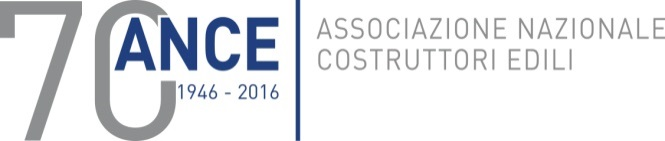 70 ANCE
1946 - 2016
ASSOCIAZIONE NAZIONALE
COSTRUTTORI EDILI